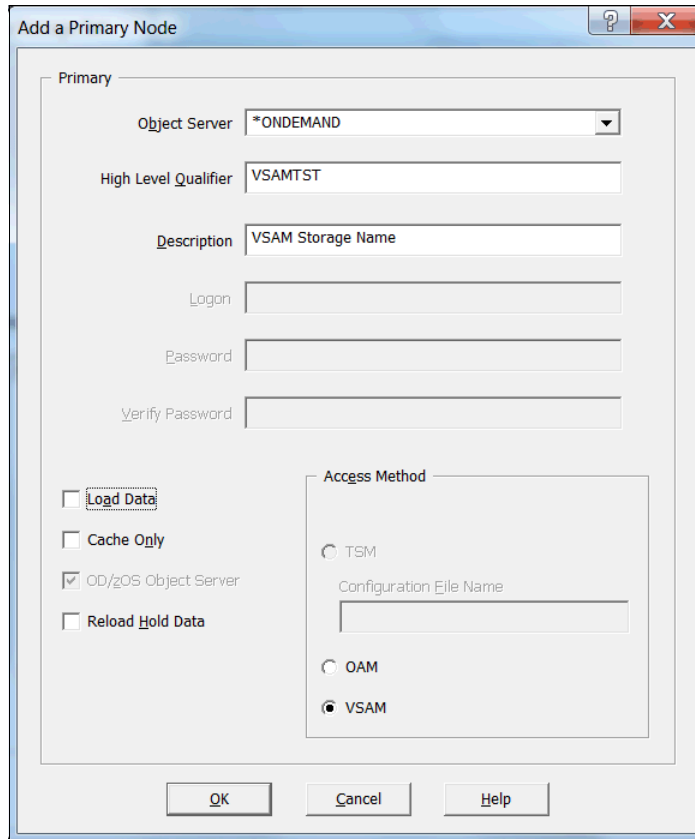 Add a Primary Node
?
X
Primary
Object Server *ONDEMAND
High Level Qualifier VSAMTST
Description VSAM Storage Name
Logon
Password
Verify Password
Access Method
Load Data
Cache Only
TSM
OD/zOS Object Server
Configuration File Name
Reload Hold Data
OAM
VSAM
OK Cancel Help